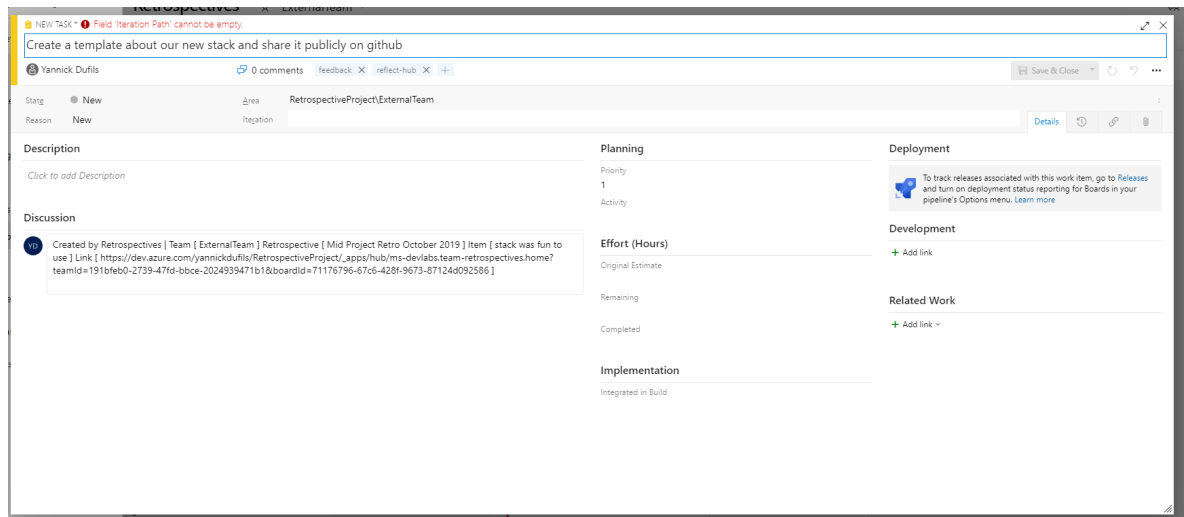 Retrospectives ExternalTeam
NEW TASK * Field 'Iteration Path' cannot be empty.
Create a template about our new stack and share it publicly on github
Yannick Dufils
0 comments
feedback
reflect-hub
Save & Close
State
New
Area
RetrospectiveProject\ExternalTeam
Reason
New
Iteration
Details
Description
Click to add Description
Discussion
YD
Created by Retrospectives | Team [ ExternalTeam ] Retrospective [ Mid Project Retro October 2019 ] Item [ stack was fun to
use ] Link [ https://dev.azure.com/yannickdufils/RetrospectiveProject/_apps/hub/ms-devlabs.team-retrospectives.home?
teamId=191bfeb0-2739-47fd-bbce-2024939471b1&boardId=71176796-67c6-428f-9673-87124d092586 ]
Planning
Priority
1
Activity
Effort (Hours)
Original Estimate
Remaining
Completed
Implementation
Integrated in Build
Deployment
To track releases associated with this work item, go to Releases
and turn on deployment status reporting for Boards in your
pipeline's Options menu. Learn more
Development
+ Add link
Related Work
+ Add link